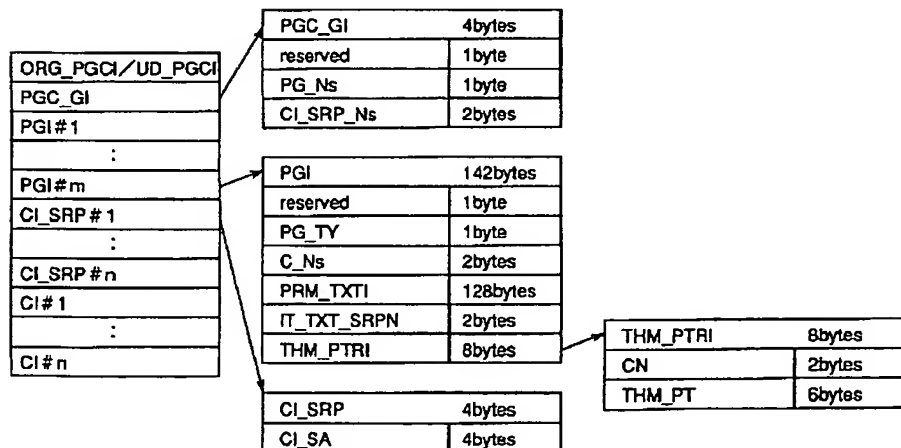 ORG_PGCI/UD_PGCI
PGC_GI
PGI#1
:
PGI#m
CI_SRP#1
:
CI_SRP#n
CI#1
:
CI#n
PGC_GI 4bytes
reserved 1byte
PG_Ns 1byte
CI_SRP_Ns 2bytes
PGI 142bytes
reserved 1byte
PG_TY 1byte
C_Ns 2bytes
PRM_TXTI 128bytes
IT_TXT_SRPN 2bytes
THM_PTRI 8bytes
THM_PTRI 8bytes
CN 2bytes
THM_PT 6bytes
CI_SRP 4bytes
CI_SA 4bytes